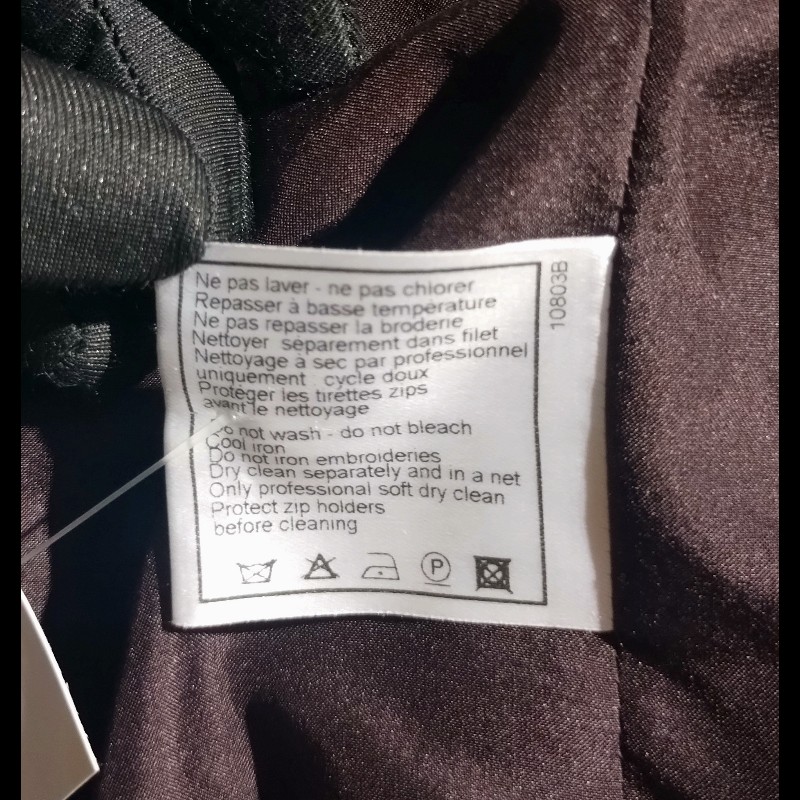 Ne pas laver - ne pas chlorer
Repasser à basse température
Ne pas repasser la broderie
Nettoyer séparement dans filet
Nettoyage à sec par professionnel
uniquement cycle doux
Protéger les tirettes zips
avant le nettoyage
Do not wash - do not bleach
Cool iron
Do not iron embroideries
Dry clean separately and in a net
Only professional soft dry clean
Protect zip holders
before cleaning
P
10803B